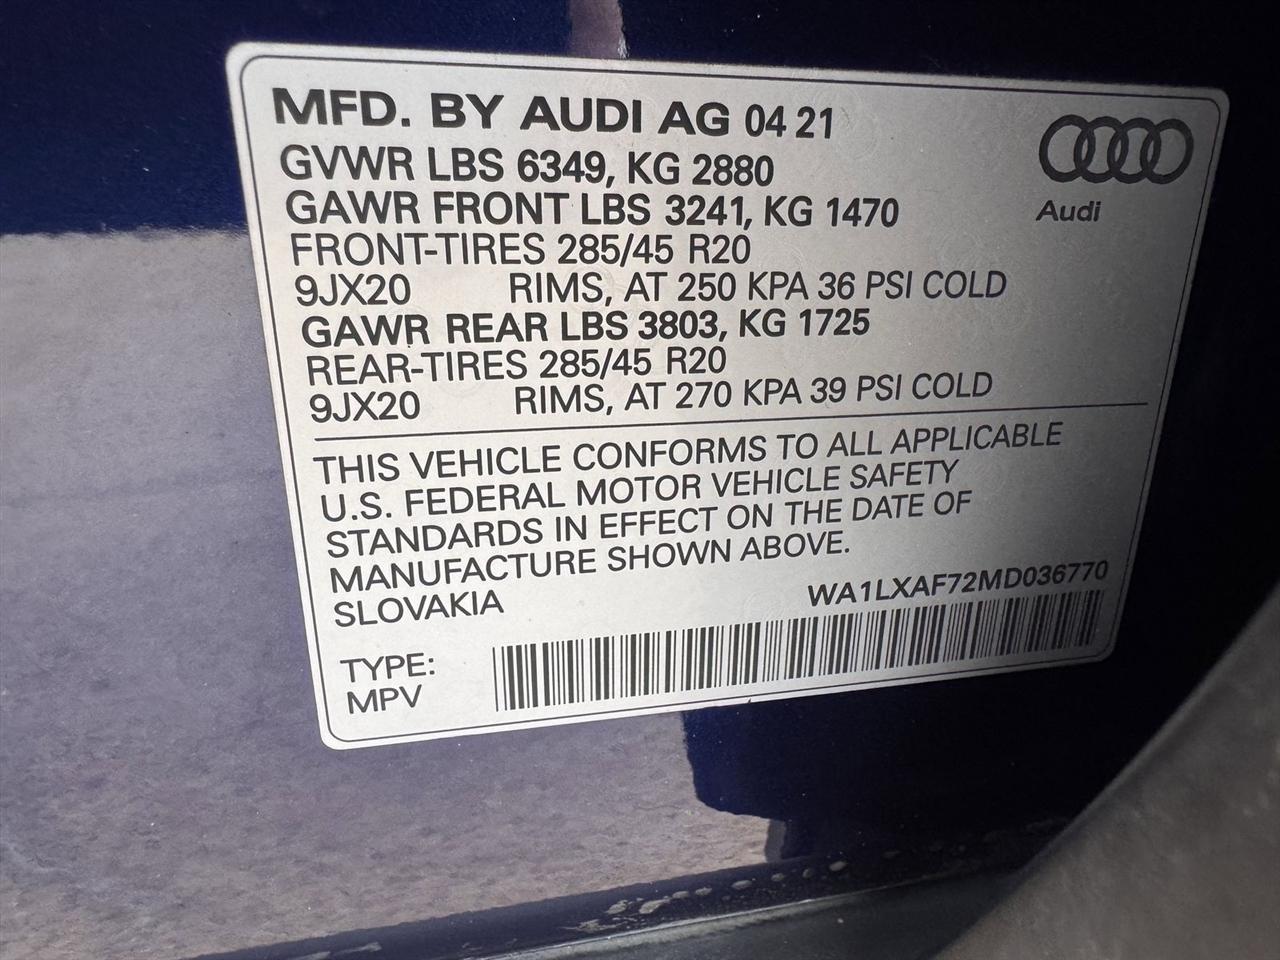 MFD. BY AUDI AG 04 21
GVWR LBS 6349, KG 2880
GAWR FRONT LBS 3241, KG 1470
FRONT-TIRES 285/45 R20
9JX20 RIMS, AT 250 KPA 36 PSI COLD
GAWR REAR LBS 3803, KG 1725
REAR-TIRES 285/45 R20
9JX20 RIMS, AT 270 KPA 39 PSI COLD
Audi
THIS VEHICLE CONFORMS TO ALL APPLICABLE
U.S. FEDERAL MOTOR VEHICLE SAFETY
STANDARDS IN EFFECT ON THE DATE OF
MANUFACTURE SHOWN ABOVE.
SLOVAKIA
WA1LXAF72MD036770
TYPE:
MPV